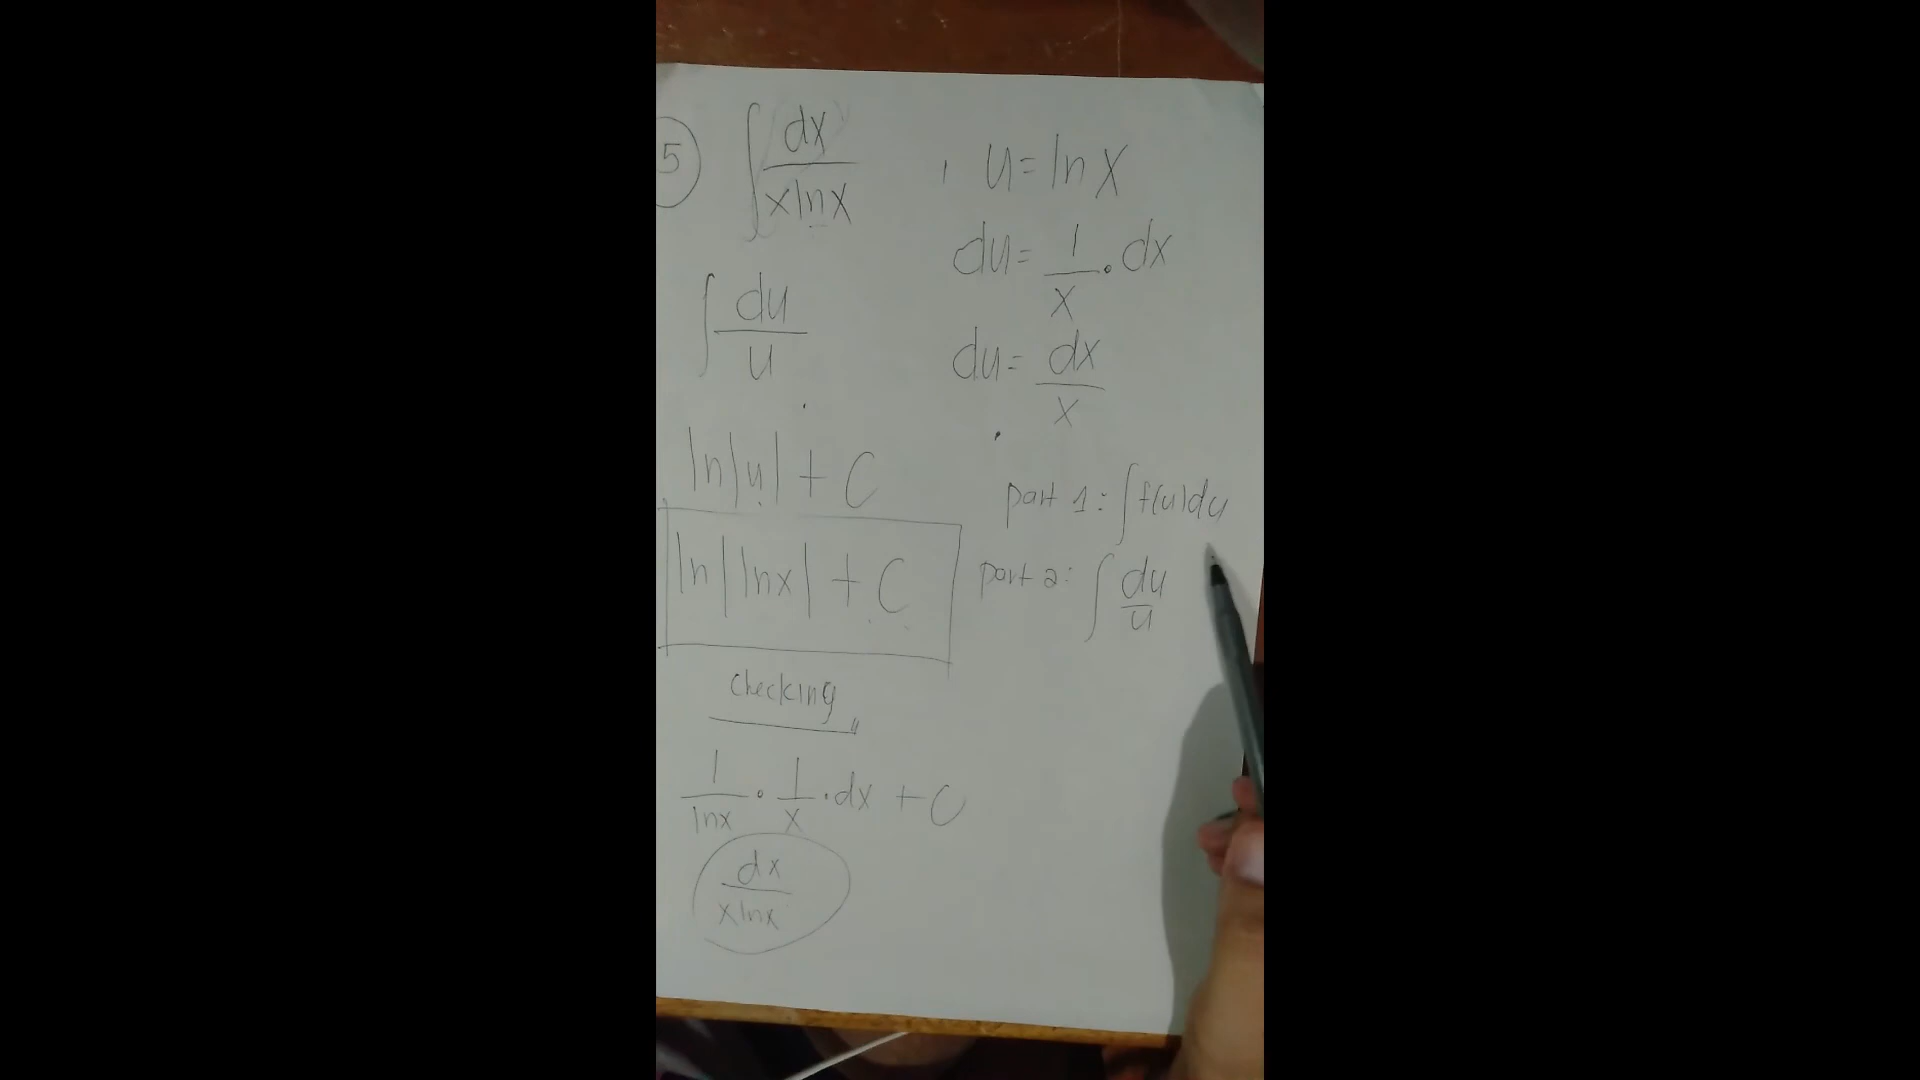 5 ∫ dx / x ln x , u = ln x
du = 1/x · dx
∫ du/u
du = dx/x
ln|u| + C
part 1: ∫ f(u) du
ln|ln x| + C
part 2: ∫ du/u
Checking
1/ln x · 1/x · dx + C
dx / x ln x